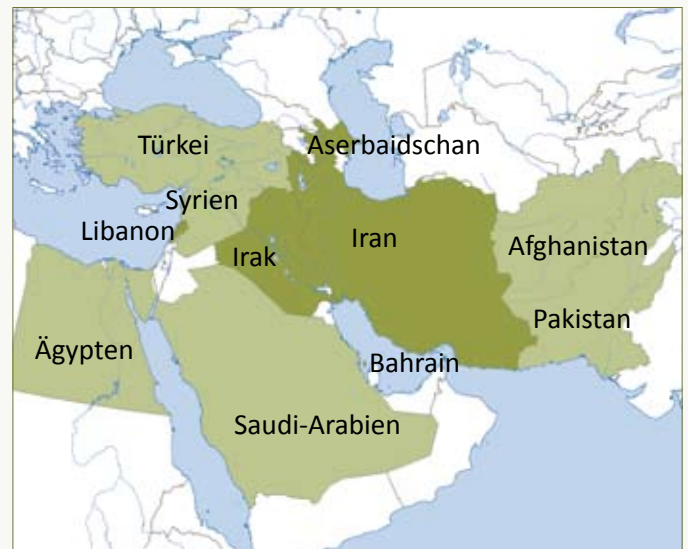 Türkei
Aserbaidschan
Syrien
Libanon
Irak
Iran
Afghanistan
Pakistan
Ägypten
Bahrain
Saudi-Arabien